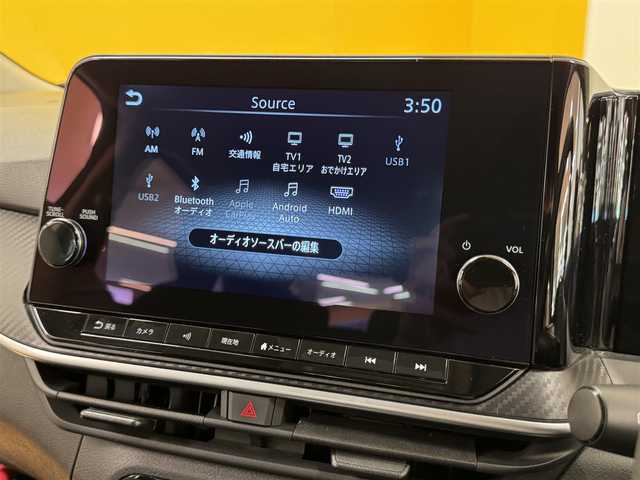 Source
3:50
AM
FM
交通情報
TV1
自宅エリア
TV2
おでかけエリア
USB1
USB2
Bluetooth
オーディオ
Apple
CarPlay
Android
Auto
HDMI
オーディオソースバーの編集
TUNE·
SCROLL
PUSH
SOUND
VOL
戻る
カメラ
現在地
メニュー
オーディオ